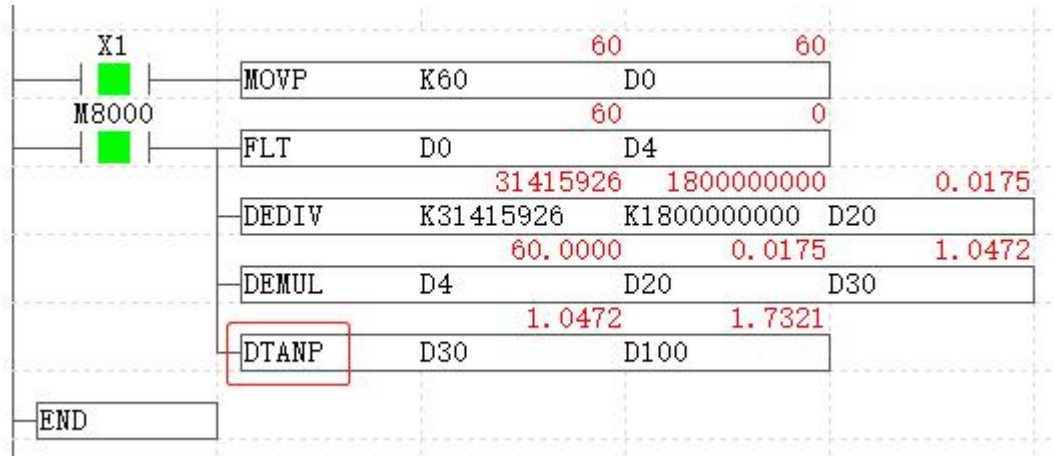 X1
60 60
MOVP K60 D0
M8000
60 0
FLT D0 D4
31415926 1800000000 0.0175
DEDIV K31415926 K1800000000 D20
60.0000 0.0175 1.0472
DEMUL D4 D20 D30
1.0472 1.7321
DTANP D30 D100
END